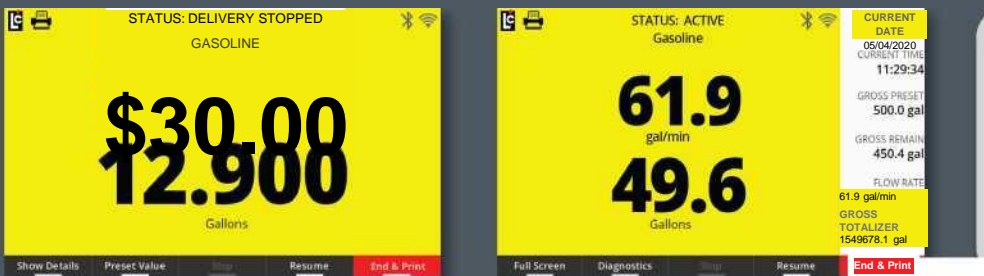 LC
STATUS: DELIVERY STOPPED
GASOLINE
$30.00
12.900
Gallons
Show Details
Preset Value
Stop
Resume
End & Print
LC
STATUS: ACTIVE
Gasoline
61.9
gal/min
49.6
Gallons
Full Screen
Diagnostics
Stop
Resume
CURRENT
DATE
05/04/2020
CURRENT TIME
11:29:34
GROSS PRESET
500.0 gal
GROSS REMAIN
450.4 gal
FLOW RATE
61.9 gal/min
GROSS
TOTALIZER
1549678.1 gal
End & Print